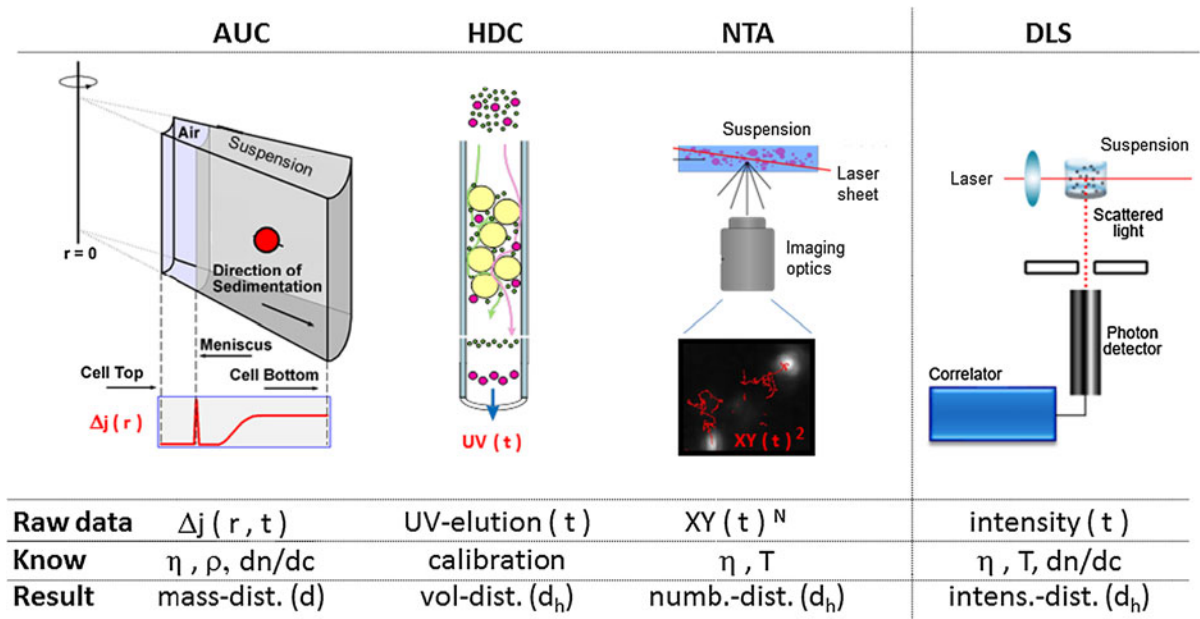 AUC HDC NTA DLS
Air
Suspension
r = 0
Direction of
Sedimentation
Meniscus
Cell Top
Cell Bottom
Δj ( r )
UV ( t )
Suspension
Laser
sheet
Imaging
optics
XY ( t ) 2
Laser
Suspension
Scattered
light
Photon
detector
Correlator
Raw data Δj ( r , t ) UV-elution ( t ) XY ( t ) N intensity ( t )
Know η , ρ, dn/dc calibration η , T η , T, dn/dc
Result mass-dist. (d) vol-dist. (dh) numb.-dist. (dh) intens.-dist. (dh)